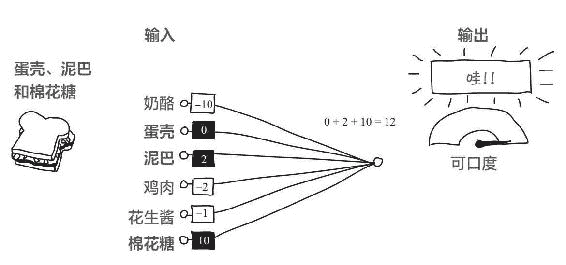 输入
输出
蛋壳、泥巴
和棉花糖
哇!!
奶酪 -10
蛋壳 0
泥巴 2
鸡肉 -2
花生酱 -1
棉花糖 10
0 + 2 + 10 = 12
可口度